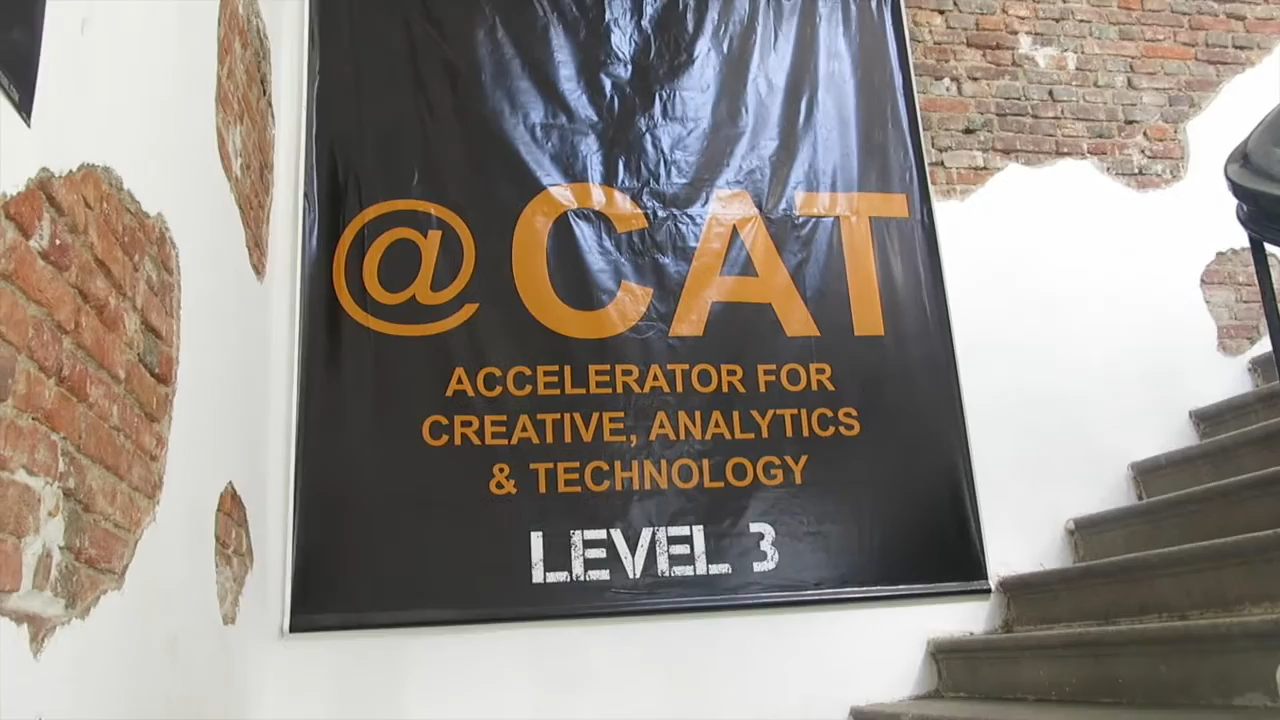 @CAT
ACCELERATOR FOR
CREATIVE, ANALYTICS
& TECHNOLOGY
LEVEL 3